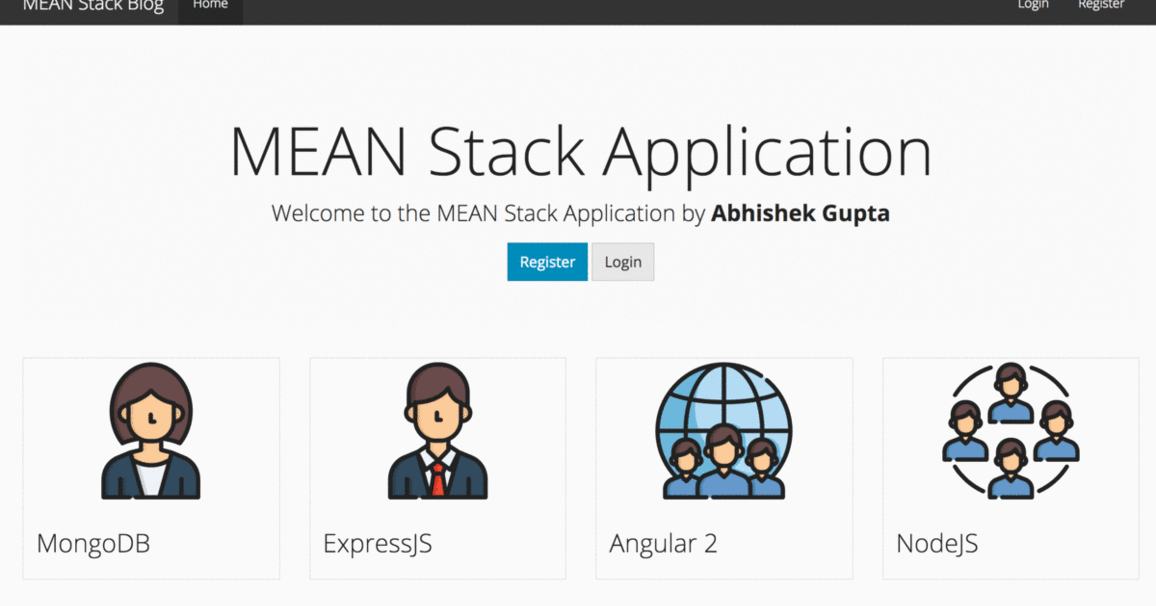 MEAN Stack Blog Home Login Register
MEAN Stack Application
Welcome to the MEAN Stack Application by Abhishek Gupta
Register Login
MongoDB ExpressJS Angular 2 NodeJS